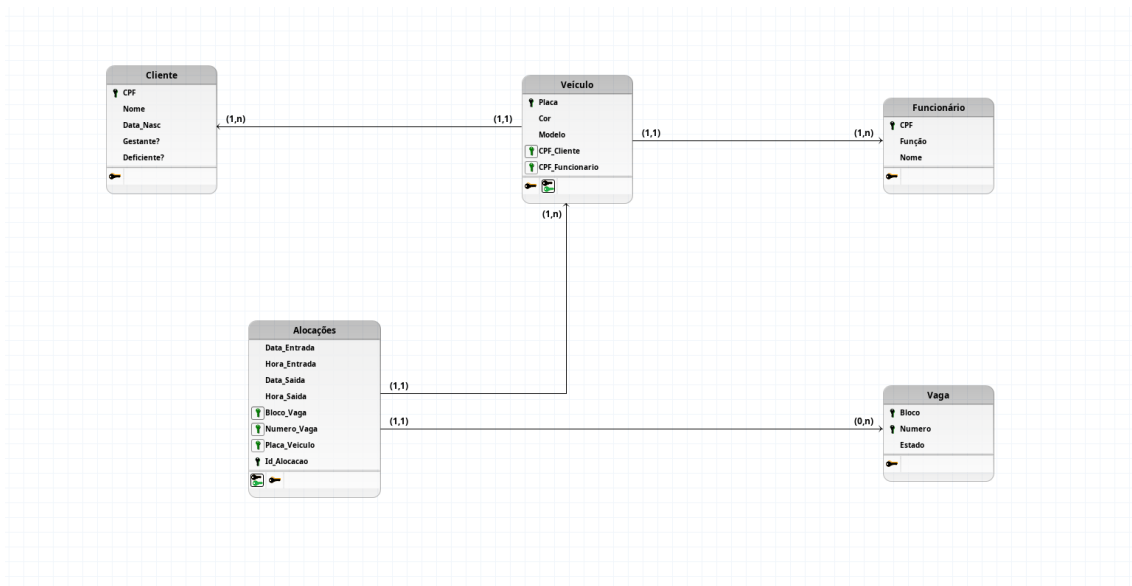 Cliente
CPF
Nome
Data_Nasc
Gestante?
Deficiente?
(1,n)
(1,1)
Veículo
Placa
Cor
Modelo
CPF_Cliente
CPF_Funcionario
(1,1)
(1,n)
Funcionário
CPF
Função
Nome
(1,n)
Alocações
Data_Entrada
Hora_Entrada
Data_Saida
Hora_Saida
Bloco_Vaga
Numero_Vaga
Placa_Veiculo
Id_Alocacao
(1,1)
(1,1)
(0,n)
Vaga
Bloco
Numero
Estado